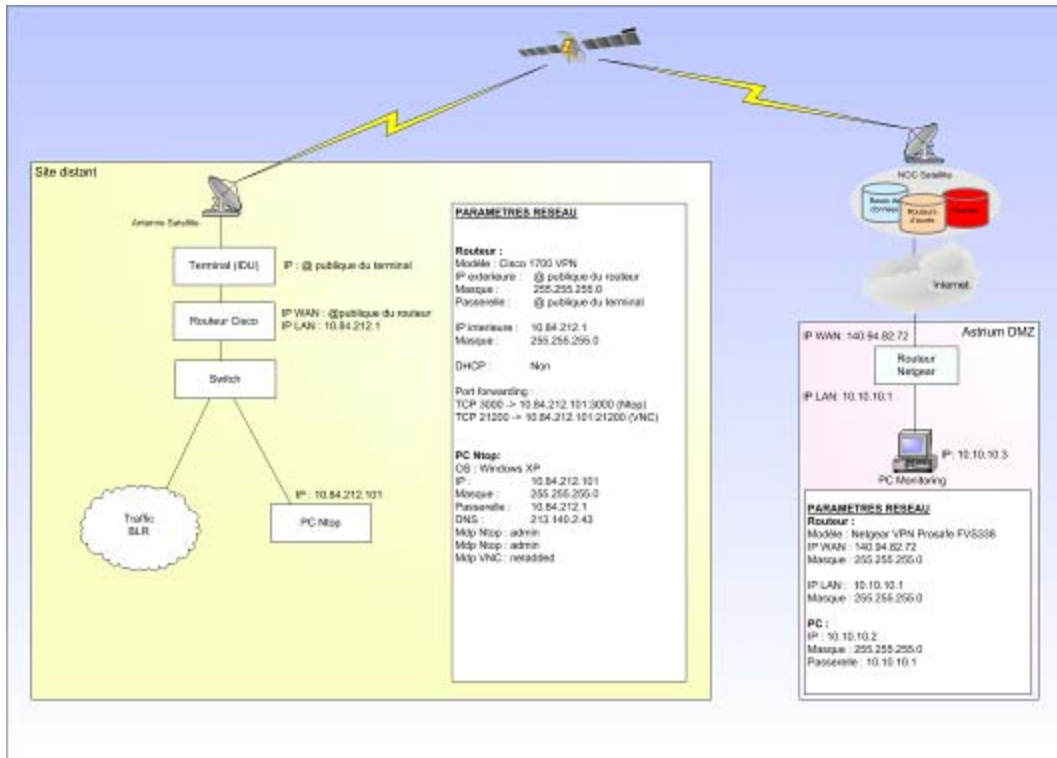 Site distant
Antenne Satellite
Terminal (IDU)
IP : @ publique du terminal
Routeur Cisco
IP WAN : @publique du routeur
IP LAN : 10.84.212.1
Switch
Traffic
BLR
IP : 10.84.212.101
PC Ntop
PARAMETRES RESEAU
Routeur :
Modèle : Cisco 1700 VPN
IP exterieure : @ publique du routeur
Masque : 255.255.255.0
Passerelle : @ publique du terminal
IP interieure : 10.84.212.1
Masque : 255.255.255.0
DHCP : Non
Port forwarding :
TCP 3000 -> 10.84.212.101:3000 (Ntop)
TCP 21200 -> 10.84.212.101:21200 (VNC)
PC Ntop:
OS : Windows XP
IP : 10.84.212.101
Masque : 255.255.255.0
Passerelle : 10.84.212.1
DNS : 213.140.2.43
Mdp Ntop : admin
Mdp Ntop : admin
Mdp VNC : netadded
NOC Satellite
Bases de
données
Routeurs
d'accès
Internet
Astrium DMZ
IP WAN: 140.94.82.72
Routeur
Netgear
IP LAN: 10.10.10.1
IP: 10.10.10.3
PC Monitoring
PARAMETRES RESEAU
Routeur :
Modèle : Netgear VPN Prosafe FVS338
IP WAN : 140.94.82.72
Masque : 255.255.255.0
IP LAN : 10.10.10.1
Masque : 255.255.255.0
PC :
IP : 10.10.10.2
Masque : 255.255.255.0
Passerelle : 10.10.10.1